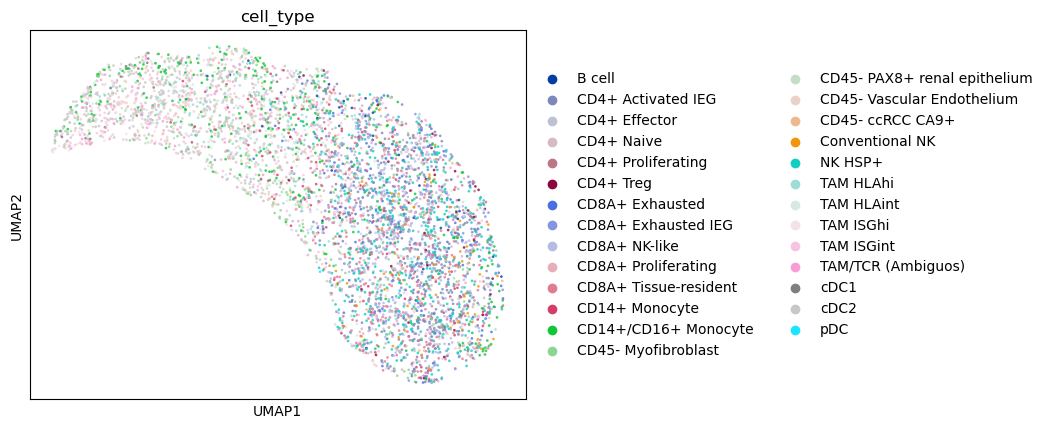 cell_type
UMAP2
UMAP1
B cell
CD4+ Activated IEG
CD4+ Effector
CD4+ Naive
CD4+ Proliferating
CD4+ Treg
CD8A+ Exhausted
CD8A+ Exhausted IEG
CD8A+ NK-like
CD8A+ Proliferating
CD8A+ Tissue-resident
CD14+ Monocyte
CD14+/CD16+ Monocyte
CD45- Myofibroblast
CD45- PAX8+ renal epithelium
CD45- Vascular Endothelium
CD45- ccRCC CA9+
Conventional NK
NK HSP+
TAM HLAhi
TAM HLAint
TAM ISGhi
TAM ISGint
TAM/TCR (Ambiguos)
cDC1
cDC2
pDC